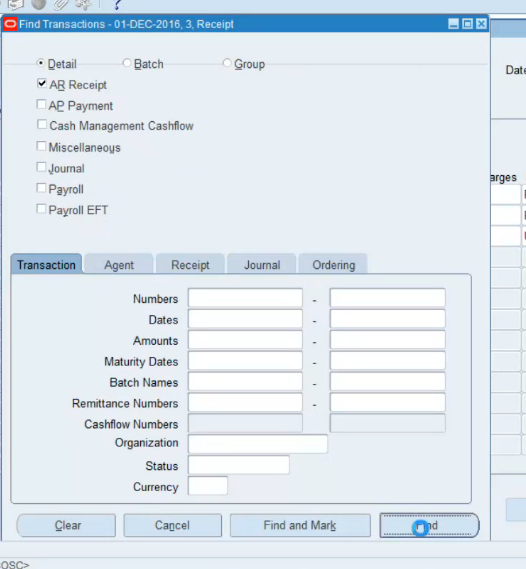 ?
Find Transactions - 01-DEC-2016, 3, Receipt
Detail Batch Group
Date
AR Receipt
AP Payment
Cash Management Cashflow
Miscellaneous
Journal
arges
Payroll
Payroll EFT
Transaction Agent Receipt Journal Ordering
Numbers -
Dates -
Amounts -
Maturity Dates -
Batch Names -
Remittance Numbers -
Cashflow Numbers
Organization
Status
Currency
Clear Cancel Find and Mark Find
OSC>